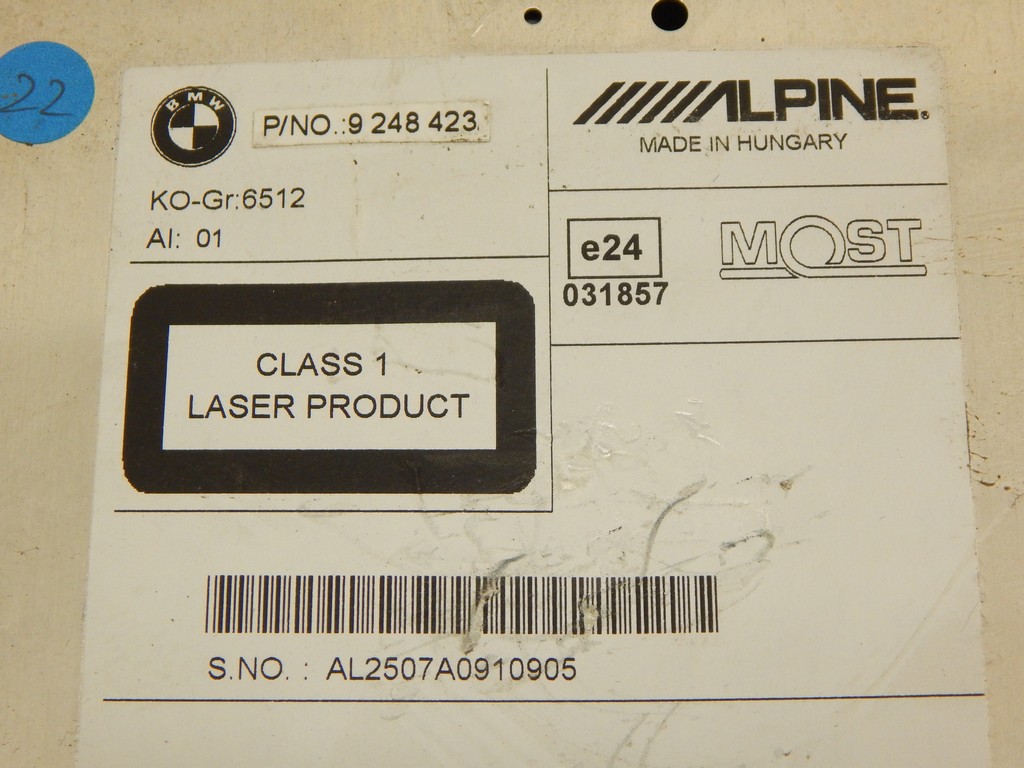 22
BMW
P/NO.:9 248 423
KO-Gr:6512
AI: 01
ALPINE®
MADE IN HUNGARY
e24
031857
MOST
CLASS 1
LASER PRODUCT
S.NO. : AL2507A0910905